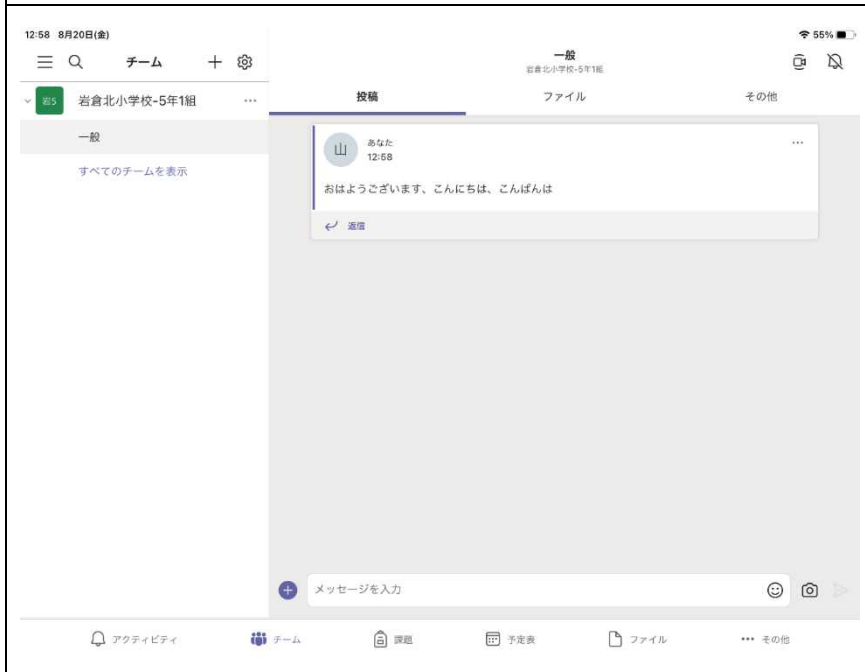 12:58 8月20日(金)
55%
チーム
一般
岩倉北小学校-5年1組
岩5 岩倉北小学校-5年1組
一般
すべてのチームを表示
投稿 ファイル その他
山 あなた
12:58
おはようございます、こんにちは、こんばんは
返信
メッセージを入力
アクティビティ チーム 課題 予定表 ファイル その他